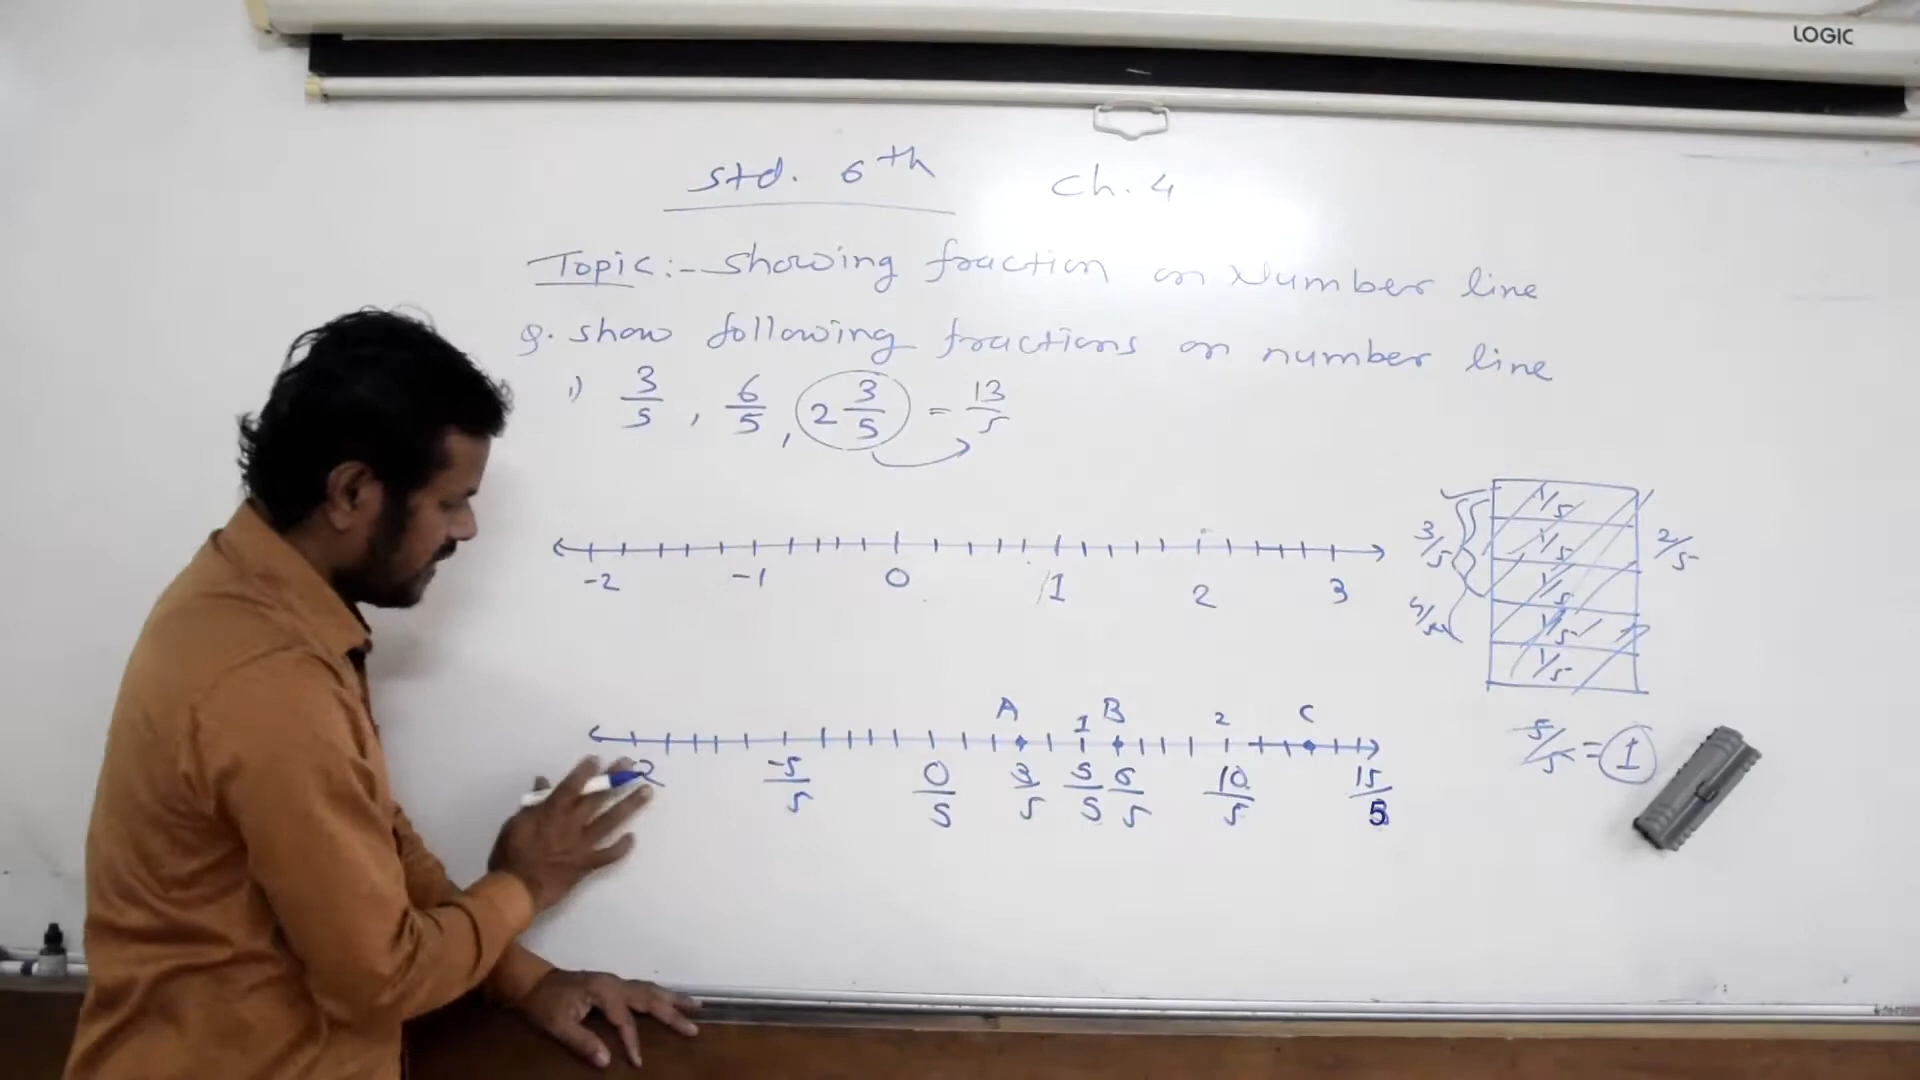 LOGIC
Std. 6th Ch. 4
Topic:- Showing fraction on Number line
Q. show following fractions on number line
1) 3/5, 6/5, 2 3/5 = 13/5
-2 -1 0 1 2 3
A 1 B 2 C
-5/5 0/5 3/5 5/5 6/5 10/5 15/5
1/5
1/5
3/5 2/5
1/5
1/5
1/5
5/5 = 1